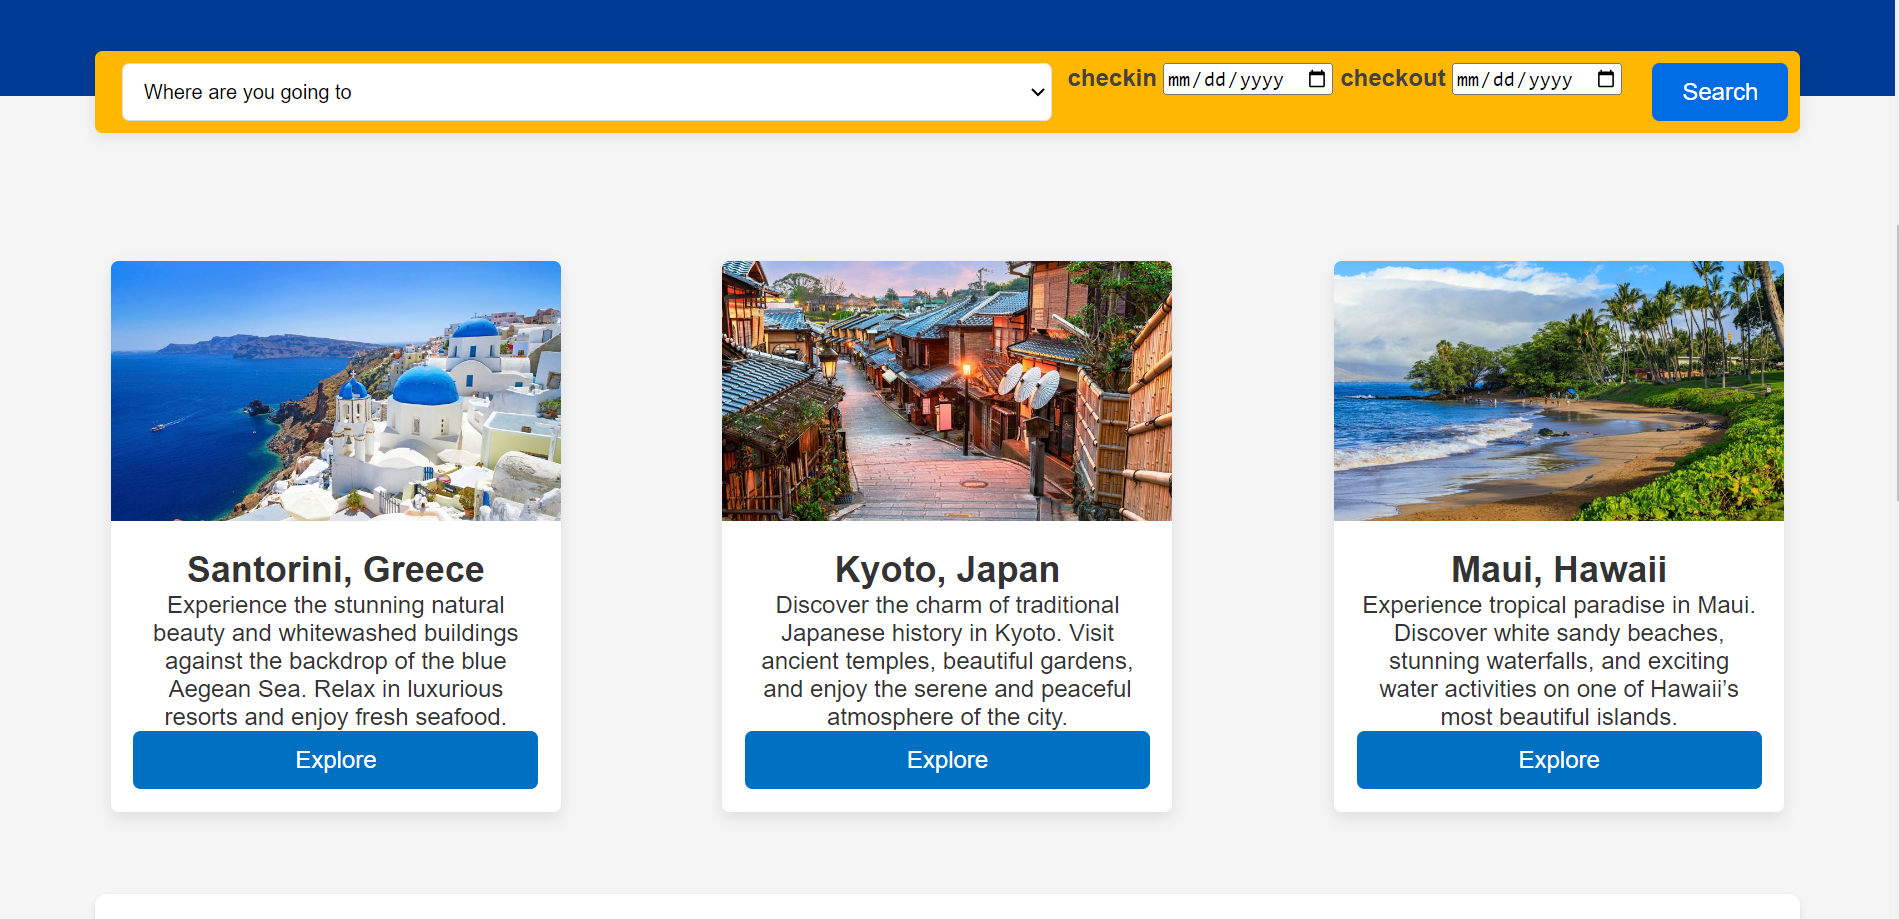 Where are you going to
checkin mm/dd/yyyy checkout mm/dd/yyyy
Search
Santorini, Greece
Experience the stunning natural
beauty and whitewashed buildings
against the backdrop of the blue
Aegean Sea. Relax in luxurious
resorts and enjoy fresh seafood.
Explore
Kyoto, Japan
Discover the charm of traditional
Japanese history in Kyoto. Visit
ancient temples, beautiful gardens,
and enjoy the serene and peaceful
atmosphere of the city.
Explore
Maui, Hawaii
Experience tropical paradise in Maui.
Discover white sandy beaches,
stunning waterfalls, and exciting
water activities on one of Hawaii’s
most beautiful islands.
Explore